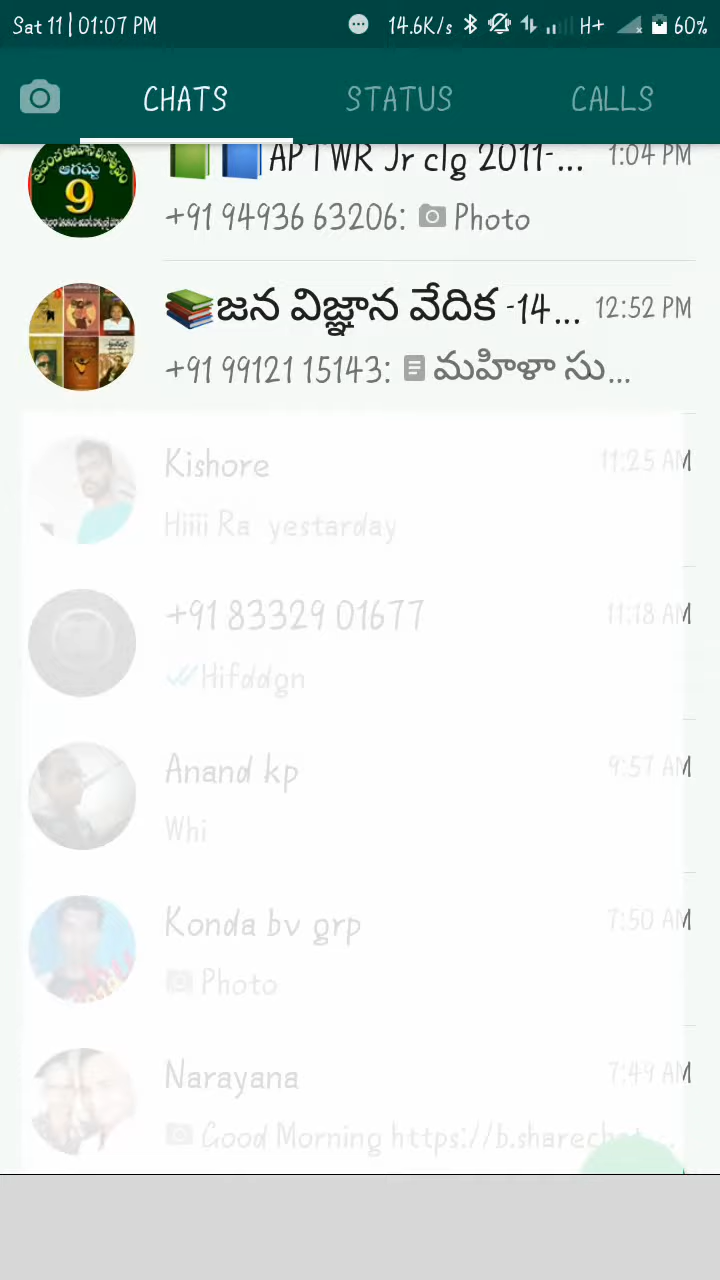 Sat 11 | 01:07 PM 14.6K/s H+ 60%
CHATS STATUS CALLS
ఆగష్టు
9
APTWR Jr clg 2011-... 1:04 PM
+91 94936 63206: Photo
జన విజ్ఞాన వేదిక -14... 12:52 PM
+91 99121 15143: మహిళా సు...
Kishore 11:25 AM
Hiiii Ra yestarday
+91 83329 01677 11:18 AM
Hifddgn
Anand kp 9:57 AM
Whi
Konda bv grp 7:50 AM
Photo
Narayana 7:49 AM
Good Morning https://b.sharechat....